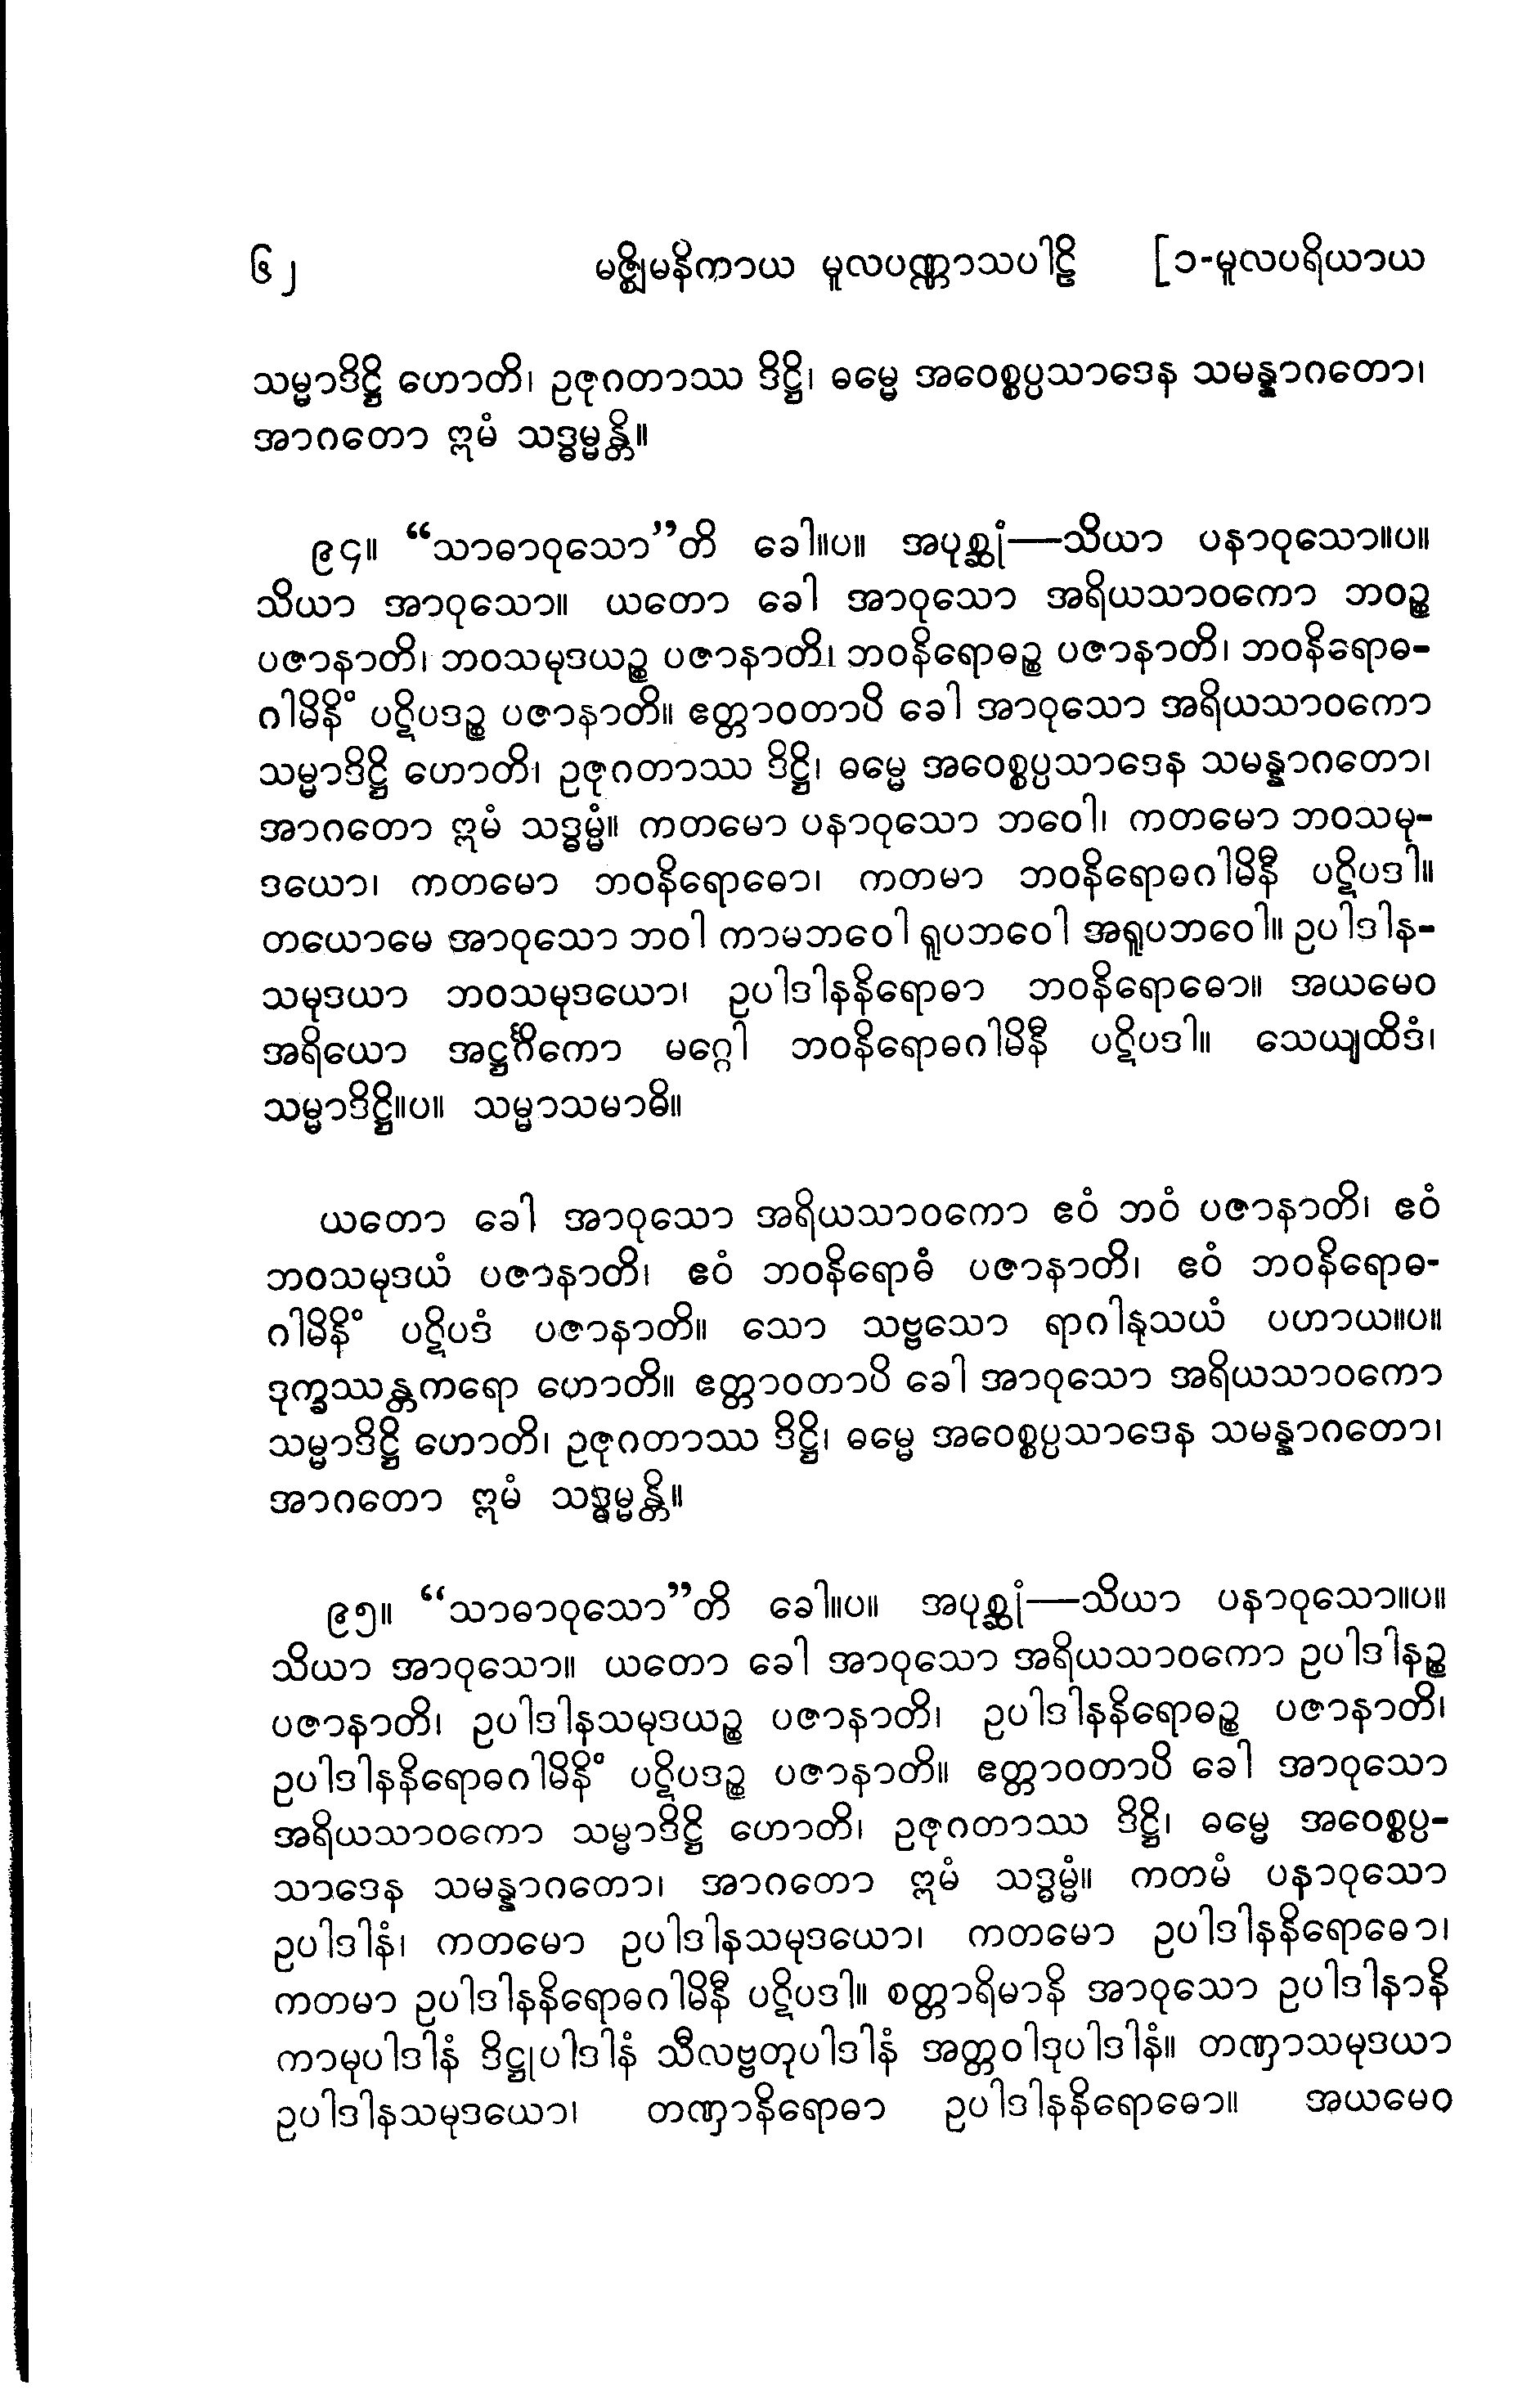 ၆၂ မဇ္ဈိမနိကာယ မူလပဏ္ဏာသပါဠိ [၁-မူလပရိယာယ
သမ္မာဒိဋ္ဌိ ဟောတိ၊ ဥဇုဂတာဿ ဒိဋ္ဌိ၊ ဓမ္မေ အဝေစ္စပ္ပသာဒေန သမန္နာဂတော၊
အာဂတော ဣမံ သဒ္ဓမ္မန္တိ။
၉၄။ “သာဓာဝုသော”တိ ခေါ။ပ။ အပုစ္ဆုံ—သိယာ ပနာဝုသော။ပ။
သိယာ အာဝုသော။ ယတော ခေါ အာဝုသော အရိယသာဝကော ဘဝဉ္စ
ပဇာနာတိ၊ ဘဝသမုဒယဉ္စ ပဇာနာတိ၊ ဘဝနိရောဓဉ္စ ပဇာနာတိ၊ ဘဝနိရောဓ-
ဂါမိနိံ ပဋိပဒဉ္စ ပဇာနာတိ။ ဧတ္တာဝတာပိ ခေါ အာဝုသော အရိယသာဝကော
သမ္မာဒိဋ္ဌိ ဟောတိ၊ ဥဇုဂတာဿ ဒိဋ္ဌိ၊ ဓမ္မေ အဝေစ္စပ္ပသာဒေန သမန္နာဂတော၊
အာဂတော ဣမံ သဒ္ဓမ္မံ။ ကတမော ပနာဝုသော ဘဝေါ၊ ကတမော ဘဝသမု-
ဒယော၊ ကတမော ဘဝနိရောဓော၊ ကတမာ ဘဝနိရောဓဂါမိနီ ပဋိပဒါ။
တယောမေ အာဝုသော ဘဝါ ကာမဘဝေါ ရူပဘဝေါ အရူပဘဝေါ။ ဥပါဒါန-
သမုဒယာ ဘဝသမုဒယော၊ ဥပါဒါနနိရောဓာ ဘဝနိရောဓော။ အယမေဝ
အရိယော အဋ္ဌင်္ဂိကော မဂ္ဂေါ ဘဝနိရောဓဂါမိနီ ပဋိပဒါ။ သေယျထိဒံ၊
သမ္မာဒိဋ္ဌိ။ပ။ သမ္မာသမာဓိ။
ယတော ခေါ အာဝုသော အရိယသာဝကော ဧဝံ ဘဝံ ပဇာနာတိ၊ ဧဝံ
ဘဝသမုဒယံ ပဇာနာတိ၊ ဧဝံ ဘဝနိရောဓံ ပဇာနာတိ၊ ဧဝံ ဘဝနိရောဓ-
ဂါမိနိံ ပဋိပဒံ ပဇာနာတိ။ သော သဗ္ဗသော ရာဂါနုသယံ ပဟာယ။ပ။
ဒုက္ခဿန္တကရော ဟောတိ။ ဧတ္တာဝတာပိ ခေါ အာဝုသော အရိယသာဝကော
သမ္မာဒိဋ္ဌိ ဟောတိ၊ ဥဇုဂတာဿ ဒိဋ္ဌိ၊ ဓမ္မေ အဝေစ္စပ္ပသာဒေန သမန္နာဂတော၊
အာဂတော ဣမံ သဒ္ဓမ္မန္တိ။
၉၅။ “သာဓာဝုသော”တိ ခေါ။ပ။ အပုစ္ဆုံ—သိယာ ပနာဝုသော။ပ။
သိယာ အာဝုသော။ ယတော ခေါ အာဝုသော အရိယသာဝကော ဥပါဒါနဉ္စ
ပဇာနာတိ၊ ဥပါဒါနသမုဒယဉ္စ ပဇာနာတိ၊ ဥပါဒါနနိရောဓဉ္စ ပဇာနာတိ၊
ဥပါဒါနနိရောဓဂါမိနိံ ပဋိပဒဉ္စ ပဇာနာတိ။ ဧတ္တာဝတာပိ ခေါ အာဝုသော
အရိယသာဝကော သမ္မာဒိဋ္ဌိ ဟောတိ၊ ဥဇုဂတာဿ ဒိဋ္ဌိ၊ ဓမ္မေ အဝေစ္စပ္ပ-
သာဒေန သမန္နာဂတော၊ အာဂတော ဣမံ သဒ္ဓမ္မံ။ ကတမံ ပနာဝုသော
ဥပါဒါနံ၊ ကတမော ဥပါဒါနသမုဒယော၊ ကတမော ဥပါဒါနနိရောဓော၊
ကတမာ ဥပါဒါနနိရောဓဂါမိနီ ပဋိပဒါ။ စတ္တာရိမာနိ အာဝုသော ဥပါဒါနာနိ
ကာမုပါဒါနံ ဒိဋ္ဌုပါဒါနံ သီလဗ္ဗတုပါဒါနံ အတ္တဝါဒုပါဒါနံ။ တဏှာသမုဒယာ
ဥပါဒါနသမုဒယော၊ တဏှာနိရောဓာ ဥပါဒါနနိရောဓော။ အယမေဝ